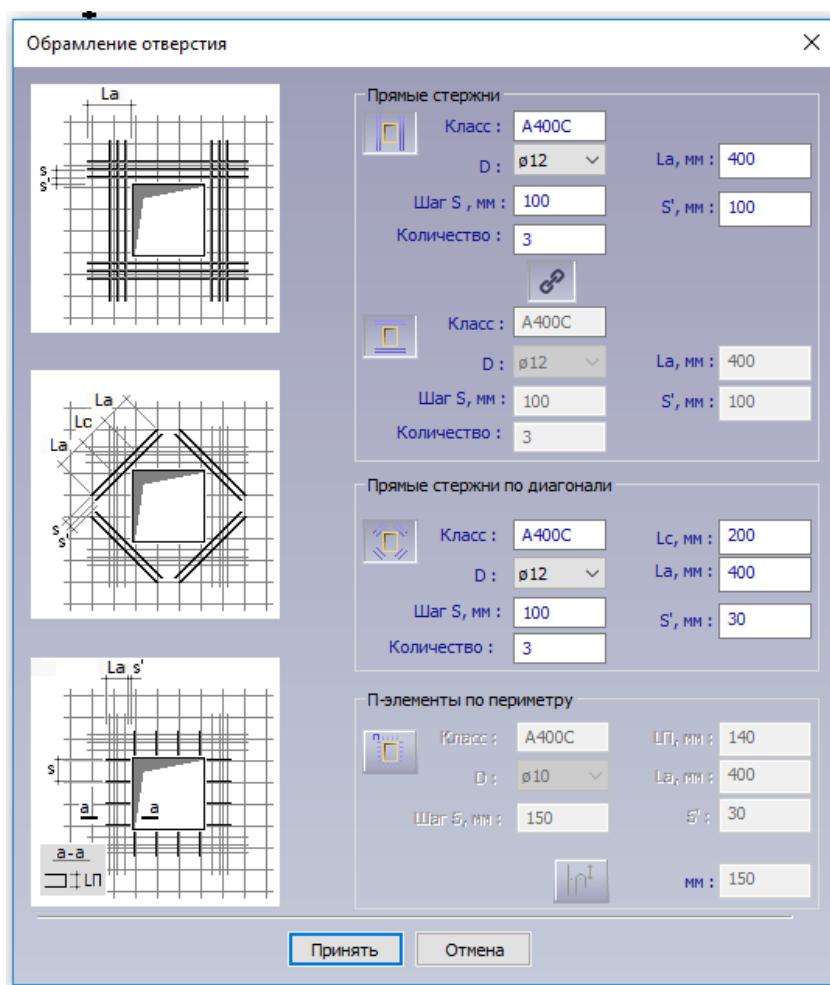 Обрамление отверстия
La
s
s'
La
Lc
La
s
s'
La s'
s
a a
a-a
LП
Прямые стержни
Класс : A400C
D : ø12 La, мм : 400
Шаг S , мм : 100 S', мм : 100
Количество : 3
Класс : A400C
D : ø12 La, мм : 400
Шаг S, мм : 100 S', мм : 100
Количество : 3
Прямые стержни по диагонали
Класс : A400C Lc, мм : 200
D : ø12 La, мм : 400
Шаг S, мм : 100 S', мм : 30
Количество : 3
П-элементы по периметру
Класс : A400C LП, мм : 140
D : ø10 La, мм : 400
Шаг S, мм : 150 S' : 30
мм : 150
Принять Отмена